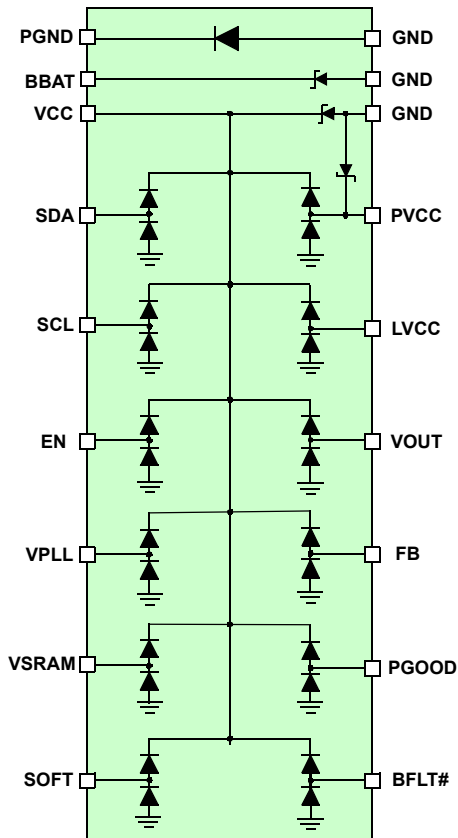 PGND GND
BBAT GND
VCC GND
SDA PVCC
SCL LVCC
EN VOUT
VPLL FB
VSRAM PGOOD
SOFT BFLT#